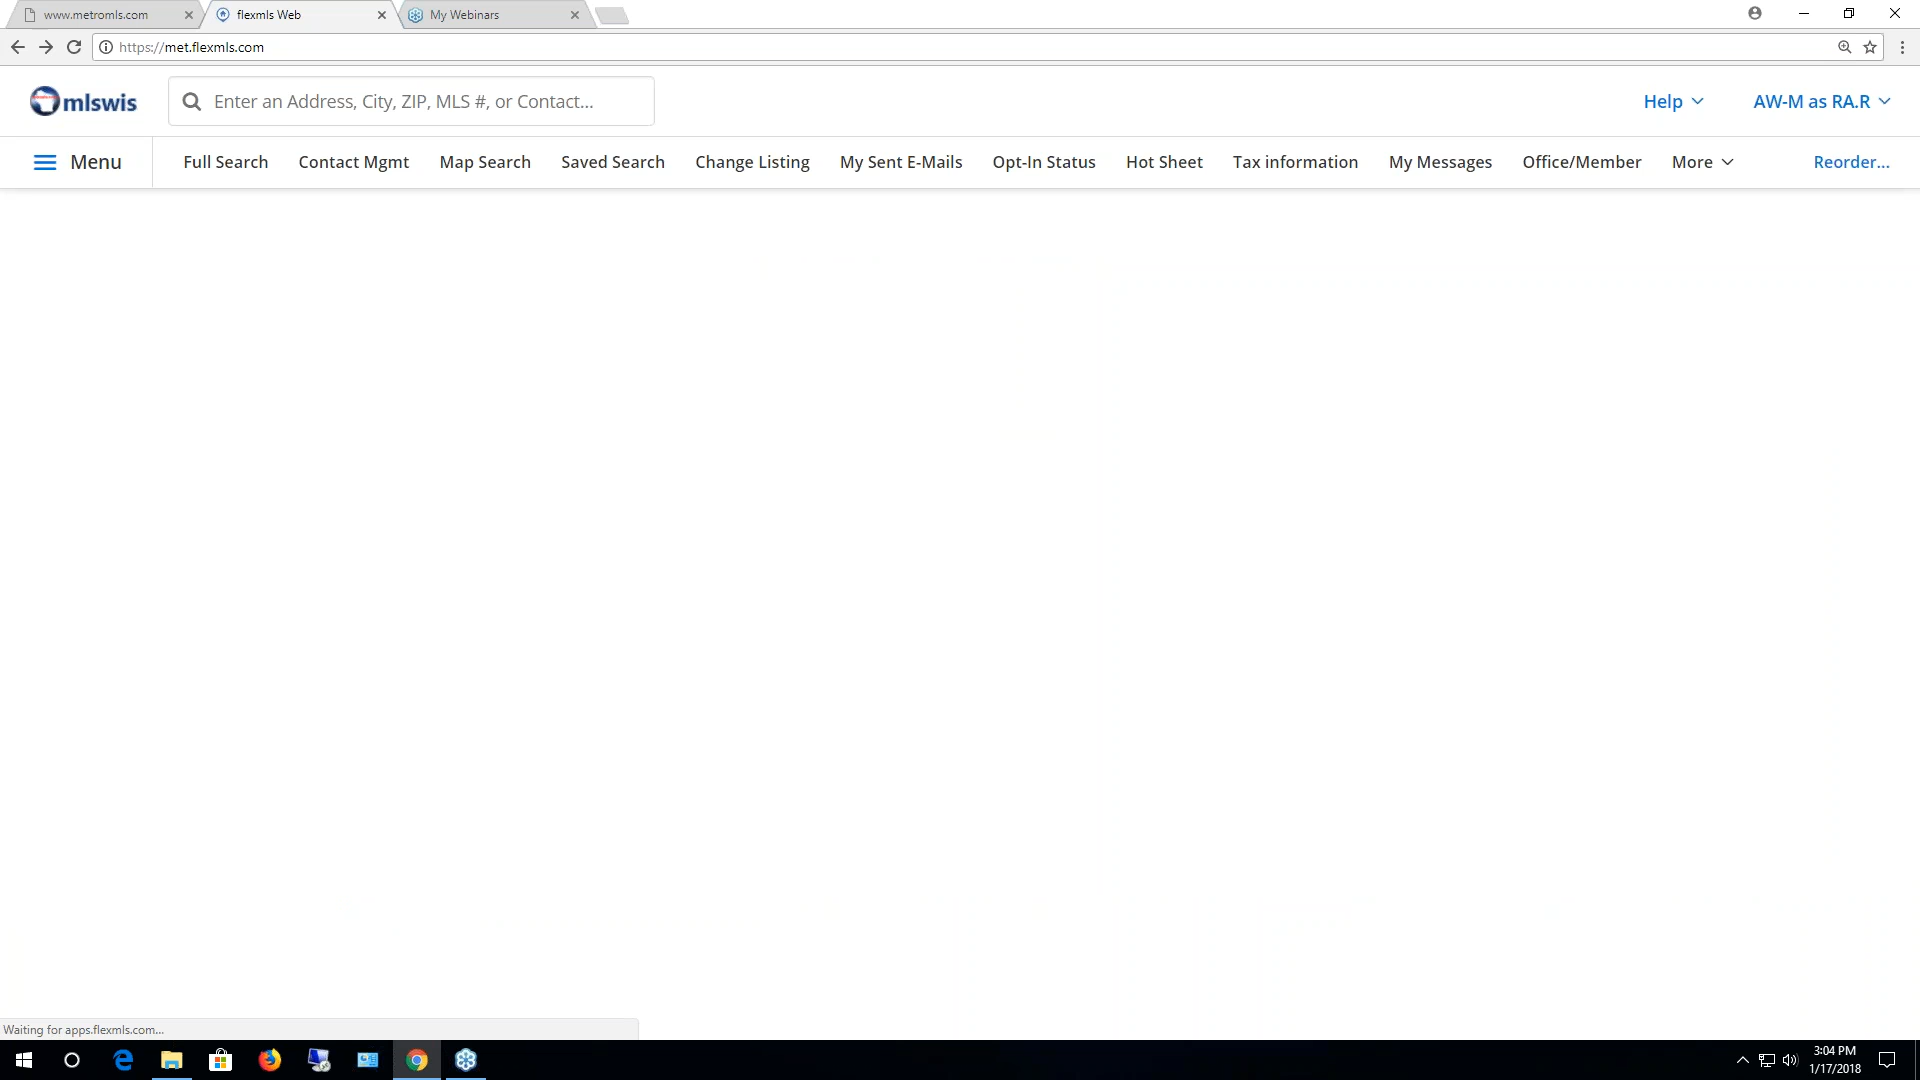 www.metromls.com
flexmls Web
My Webinars
https://met.flexmls.com
mlswis
Enter an Address, City, ZIP, MLS #, or Contact...
Help
AW-M as RA.R
Menu
Full Search
Contact Mgmt
Map Search
Saved Search
Change Listing
My Sent E-Mails
Opt-In Status
Hot Sheet
Tax information
My Messages
Office/Member
More
Reorder...
Waiting for apps.flexmls.com...
3:04 PM
1/17/2018